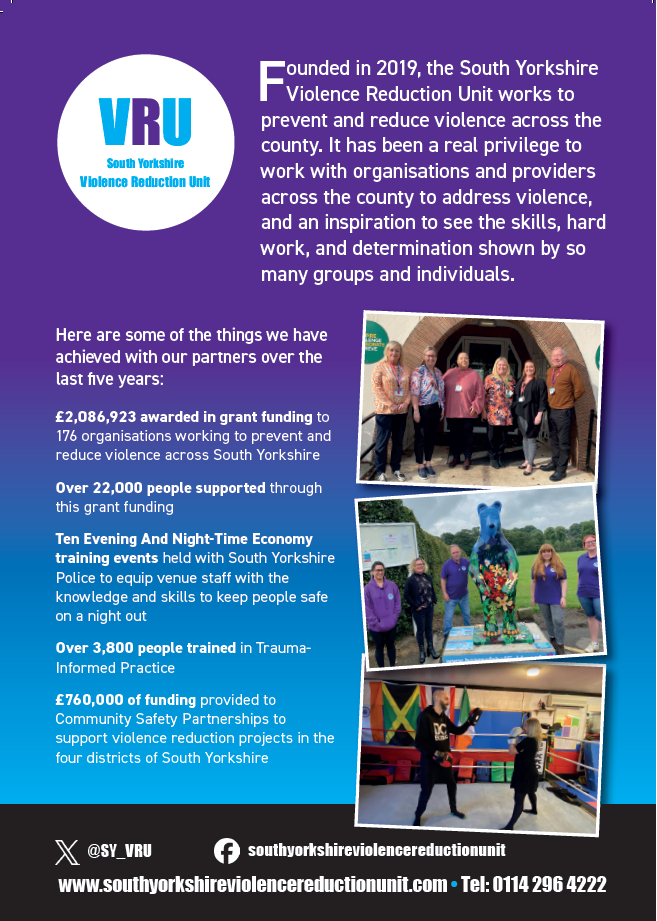 VRU
South Yorkshire
Violence Reduction Unit
Founded in 2019, the South Yorkshire
Violence Reduction Unit works to
prevent and reduce violence across the
county. It has been a real privilege to
work with organisations and providers
across the county to address violence,
and an inspiration to see the skills, hard
work, and determination shown by so
many groups and individuals.
Here are some of the things we have
achieved with our partners over the
last five years:
£2,086,923 awarded in grant funding to
176 organisations working to prevent and
reduce violence across South Yorkshire
Over 22,000 people supported through
this grant funding
Ten Evening And Night-Time Economy
training events held with South Yorkshire
Police to equip venue staff with the
knowledge and skills to keep people safe
on a night out
Over 3,800 people trained in Trauma-
Informed Practice
£760,000 of funding provided to
Community Safety Partnerships to
support violence reduction projects in the
four districts of South Yorkshire
@SY_VRU
southyorkshireviolencereductionunit
www.southyorkshireviolencereductionunit.com • Tel: 0114 296 4222